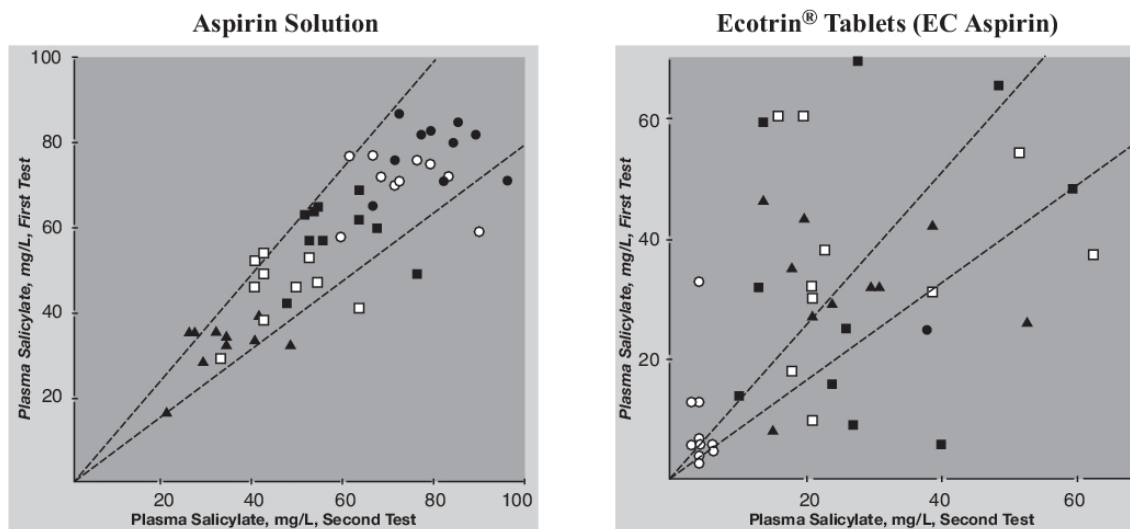 Aspirin Solution
100
80
60
40
20
20
40
60
80
100
Plasma Salicylate, mg/L, First Test
Plasma Salicylate, mg/L, Second Test
Ecotrin® Tablets (EC Aspirin)
60
40
20
20
40
60
Plasma Salicylate, mg/L, First Test
Plasma Salicylate, mg/L, Second Test